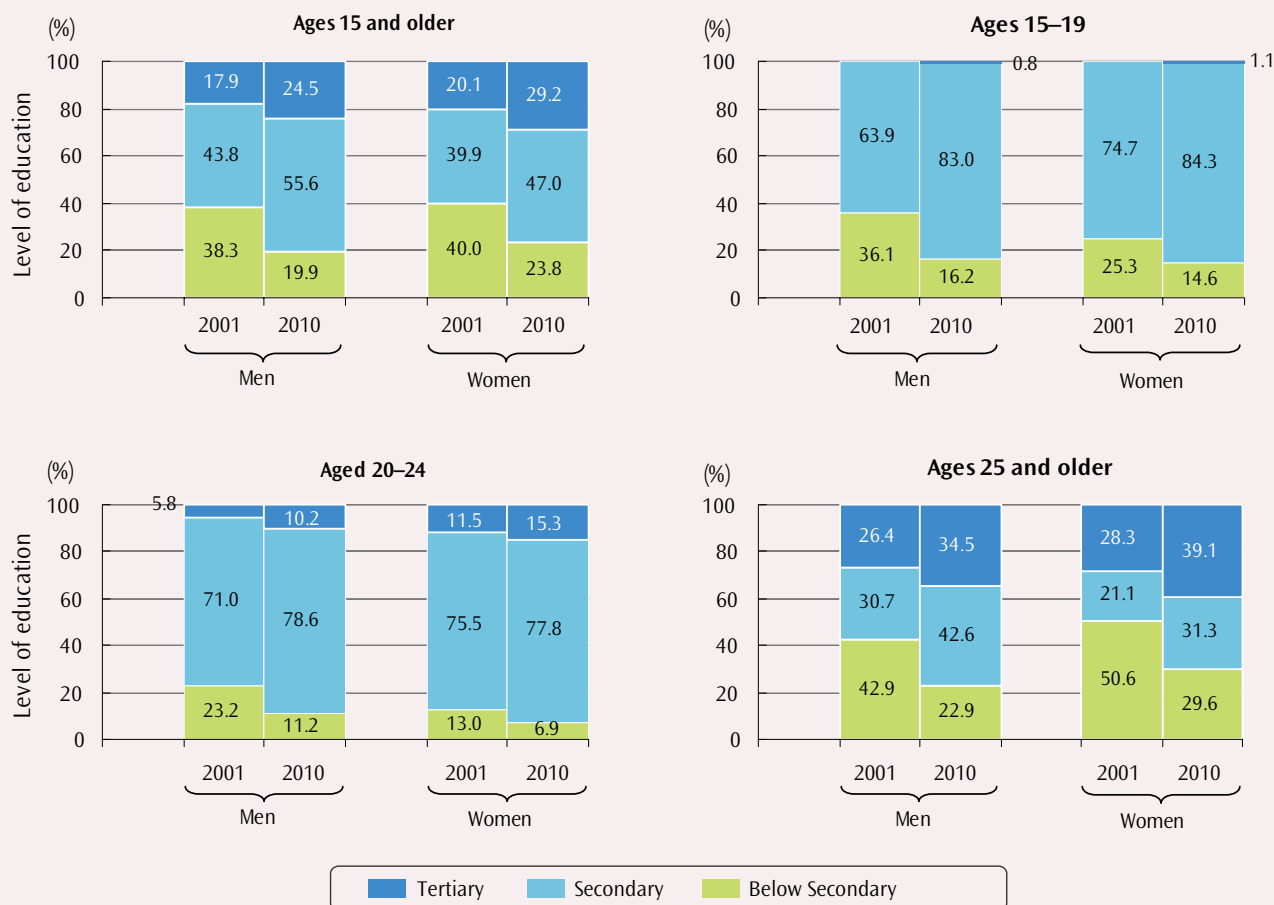 Ages 15 and older
(%)
Level of education
100
80
60
40
20
0
17.9 24.5 20.1 29.2
43.8 55.6 39.9 47.0
38.3 19.9 40.0 23.8
2001 2010 2001 2010
Men Women
Ages 15–19
(%)
100
80
60
40
20
0
0.8 1.1
63.9 83.0 74.7 84.3
36.1 16.2 25.3 14.6
2001 2010 2001 2010
Men Women
Aged 20–24
(%)
Level of education
100
80
60
40
20
0
5.8 10.2 11.5 15.3
71.0 78.6 75.5 77.8
23.2 11.2 13.0 6.9
2001 2010 2001 2010
Men Women
Ages 25 and older
(%)
100
80
60
40
20
0
26.4 34.5 28.3 39.1
30.7 42.6 21.1 31.3
42.9 22.9 50.6 29.6
2001 2010 2001 2010
Men Women
Tertiary Secondary Below Secondary